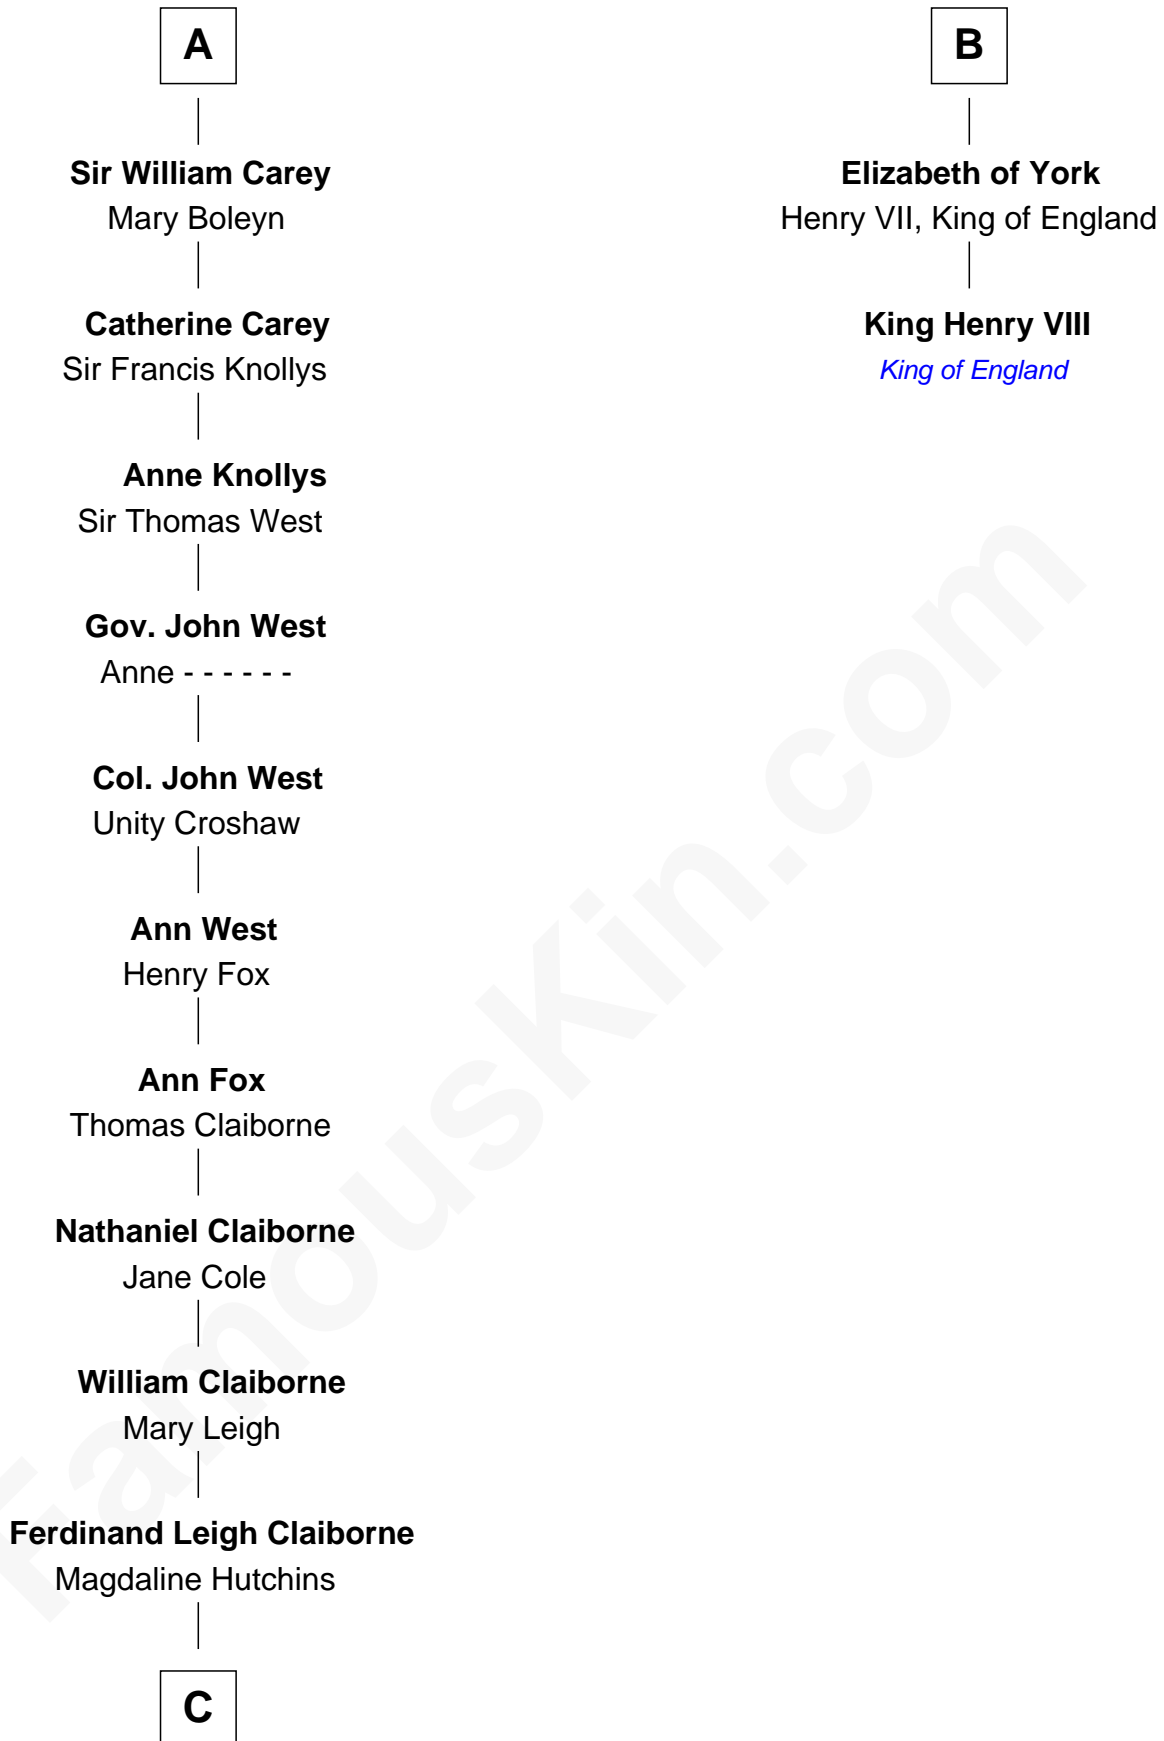 A
Sir William Carey
Mary Boleyn
Catherine Carey
Sir Francis Knollys
Anne Knollys
Sir Thomas West
Gov. John West
Anne - - - - - -
Col. John West
Unity Croshaw
Ann West
Henry Fox
Ann Fox
Thomas Claiborne
Nathaniel Claiborne
Jane Cole
William Claiborne
Mary Leigh
Ferdinand Leigh Claiborne
Magdaline Hutchins
C
B
Elizabeth of York
Henry VII, King of England
King Henry VIII
King of England
FamousKin.com